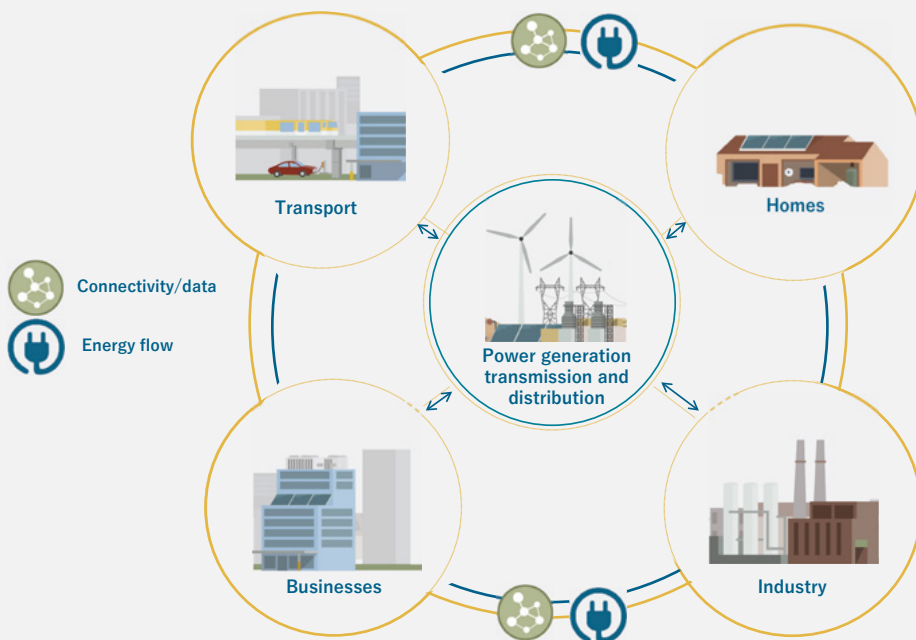 Transport
Homes
Connectivity/data
Energy flow
Power generation
transmission and
distribution
Businesses
Industry